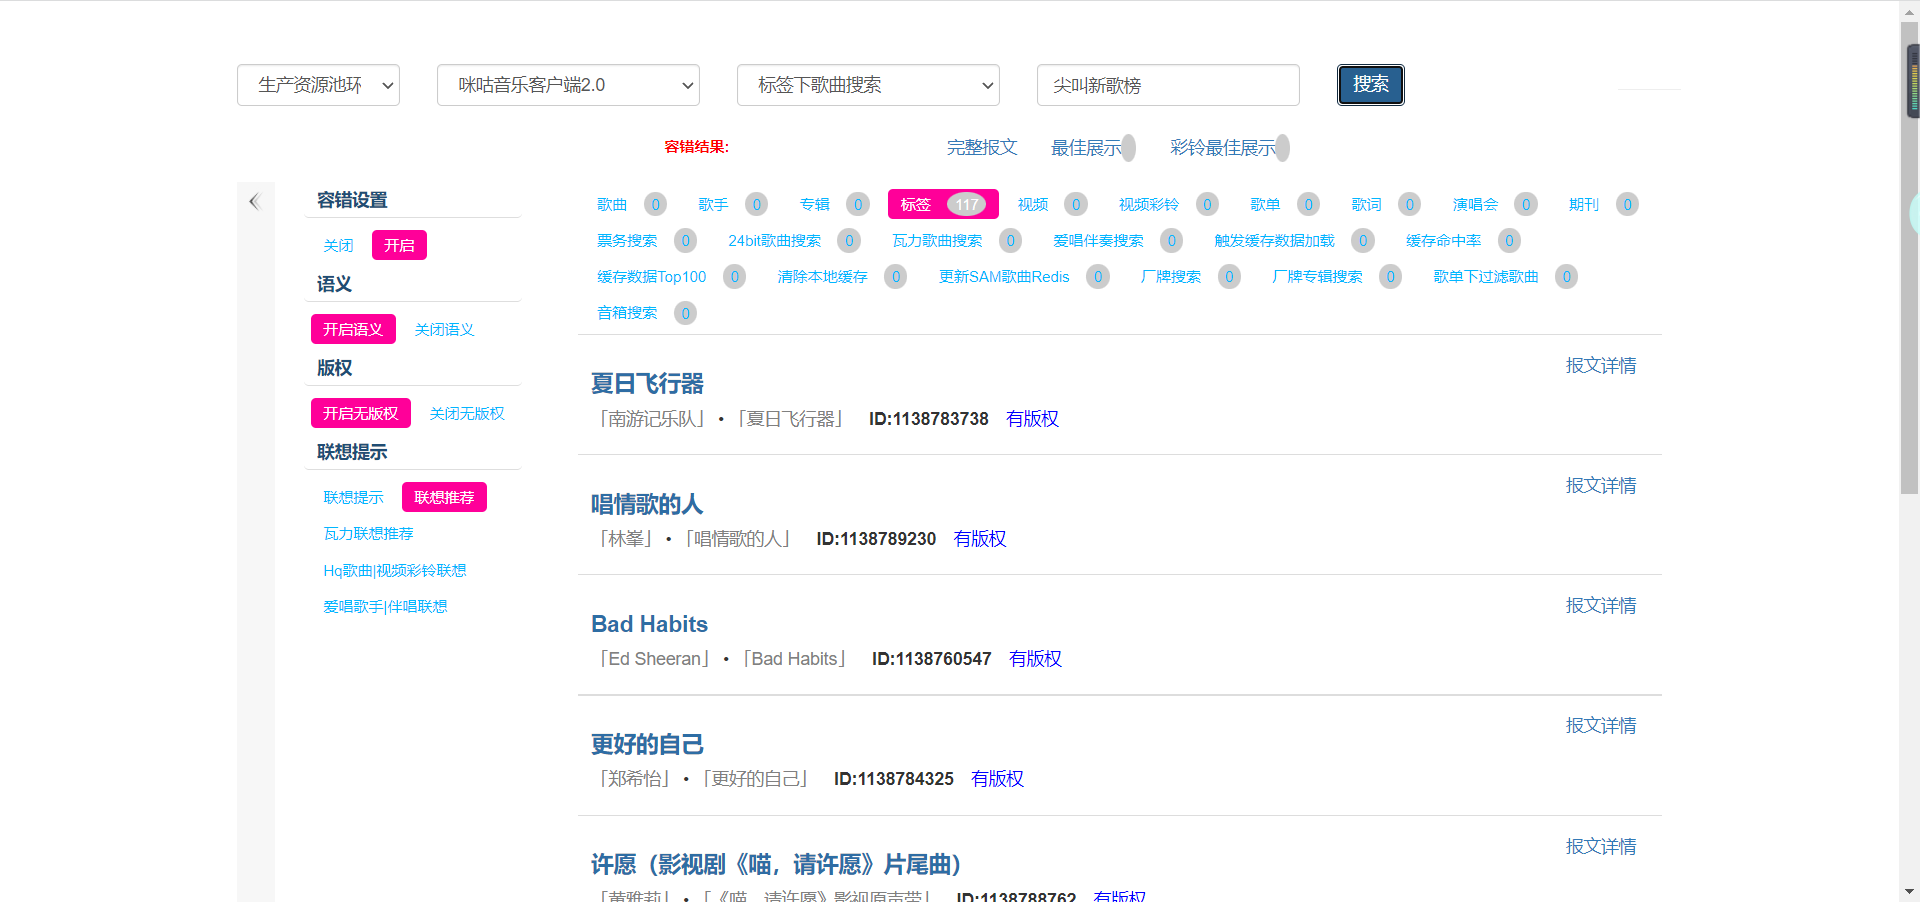 生产资源池环 咪咕音乐客户端2.0 标签下歌曲搜索 尖叫新歌榜 搜索
容错结果: 完整报文 最佳展示 彩铃最佳展示
容错设置
关闭 开启
语义
开启语义 关闭语义
版权
开启无版权 关闭无版权
联想提示
联想提示 联想推荐
瓦力联想推荐
Hq歌曲|视频彩铃联想
爱唱歌手|伴唱联想
歌曲 0 歌手 0 专辑 0 标签 117 视频 0 视频彩铃 0 歌单 0 歌词 0 演唱会 0 期刊 0
票务搜索 0 24bit歌曲搜索 0 瓦力歌曲搜索 0 爱唱伴奏搜索 0 触发缓存数据加载 0 缓存命中率 0
缓存数据Top100 0 清除本地缓存 0 更新SAM歌曲Redis 0 厂牌搜索 0 厂牌专辑搜索 0 歌单下过滤歌曲 0
音箱搜索 0
报文详情
夏日飞行器
「南游记乐队」 • 「夏日飞行器」 ID:1138783738 有版权
报文详情
唱情歌的人
「林峯」 • 「唱情歌的人」 ID:1138789230 有版权
报文详情
Bad Habits
「Ed Sheeran」 • 「Bad Habits」 ID:1138760547 有版权
报文详情
更好的自己
「郑希怡」 • 「更好的自己」 ID:1138784325 有版权
报文详情
许愿（影视剧《喵，请许愿》片尾曲）
「黄雅莉」 • 「《喵，请许愿》影视原声带」 ID:1138788762 有版权